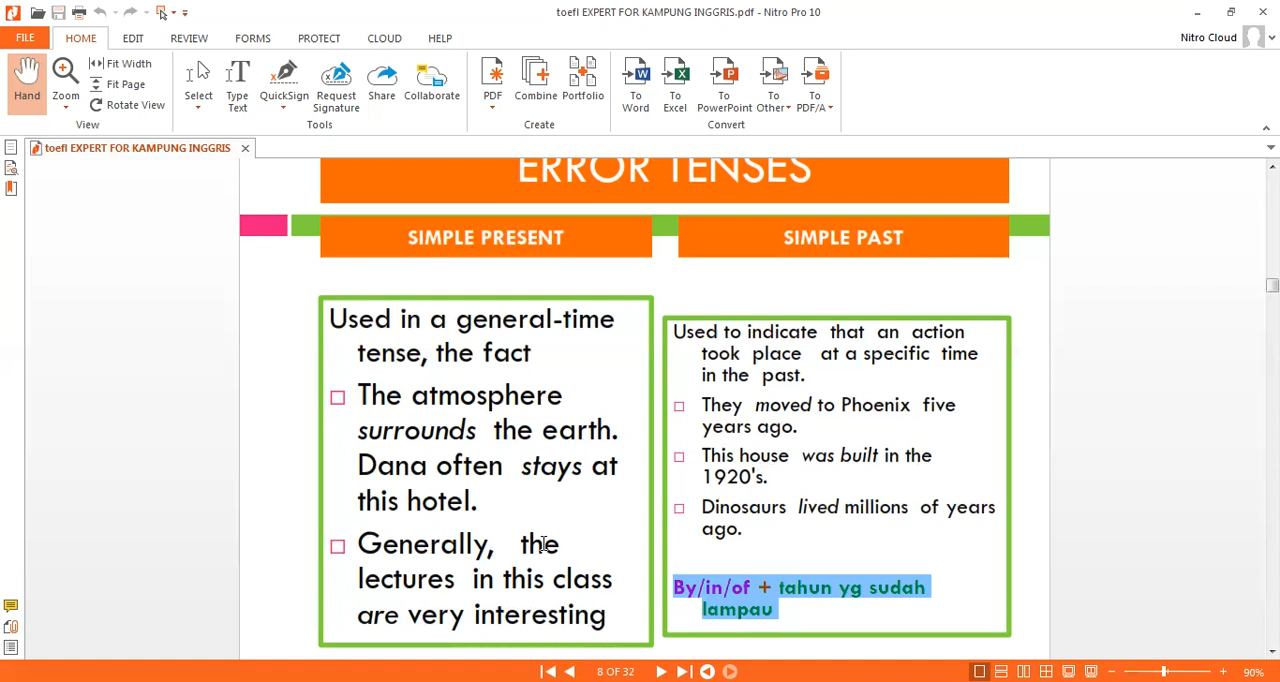 toefl EXPERT FOR KAMPUNG INGGRIS.pdf - Nitro Pro 10
FILE
HOME
EDIT
REVIEW
FORMS
PROTECT
CLOUD
HELP
Nitro Cloud
Hand
Zoom
Fit Width
Fit Page
Rotate View
View
Select
Type Text
QuickSign
Request Signature
Share
Collaborate
Tools
PDF
Combine
Portfolio
Create
To Word
To Excel
To PowerPoint
To Other
To PDF/A
Convert
toefl EXPERT FOR KAMPUNG INGGRIS
ERROR TENSES
SIMPLE PRESENT
Used in a general-time
tense, the fact
The atmosphere
surrounds the earth.
Dana often stays at
this hotel.
Generally, the
lectures in this class
are very interesting
SIMPLE PAST
Used to indicate that an action
took place at a specific time
in the past.
They moved to Phoenix five
years ago.
This house was built in the
1920's.
Dinosaurs lived millions of years
ago.
By/in/of + tahun yg sudah
lampau
8 OF 32
90%